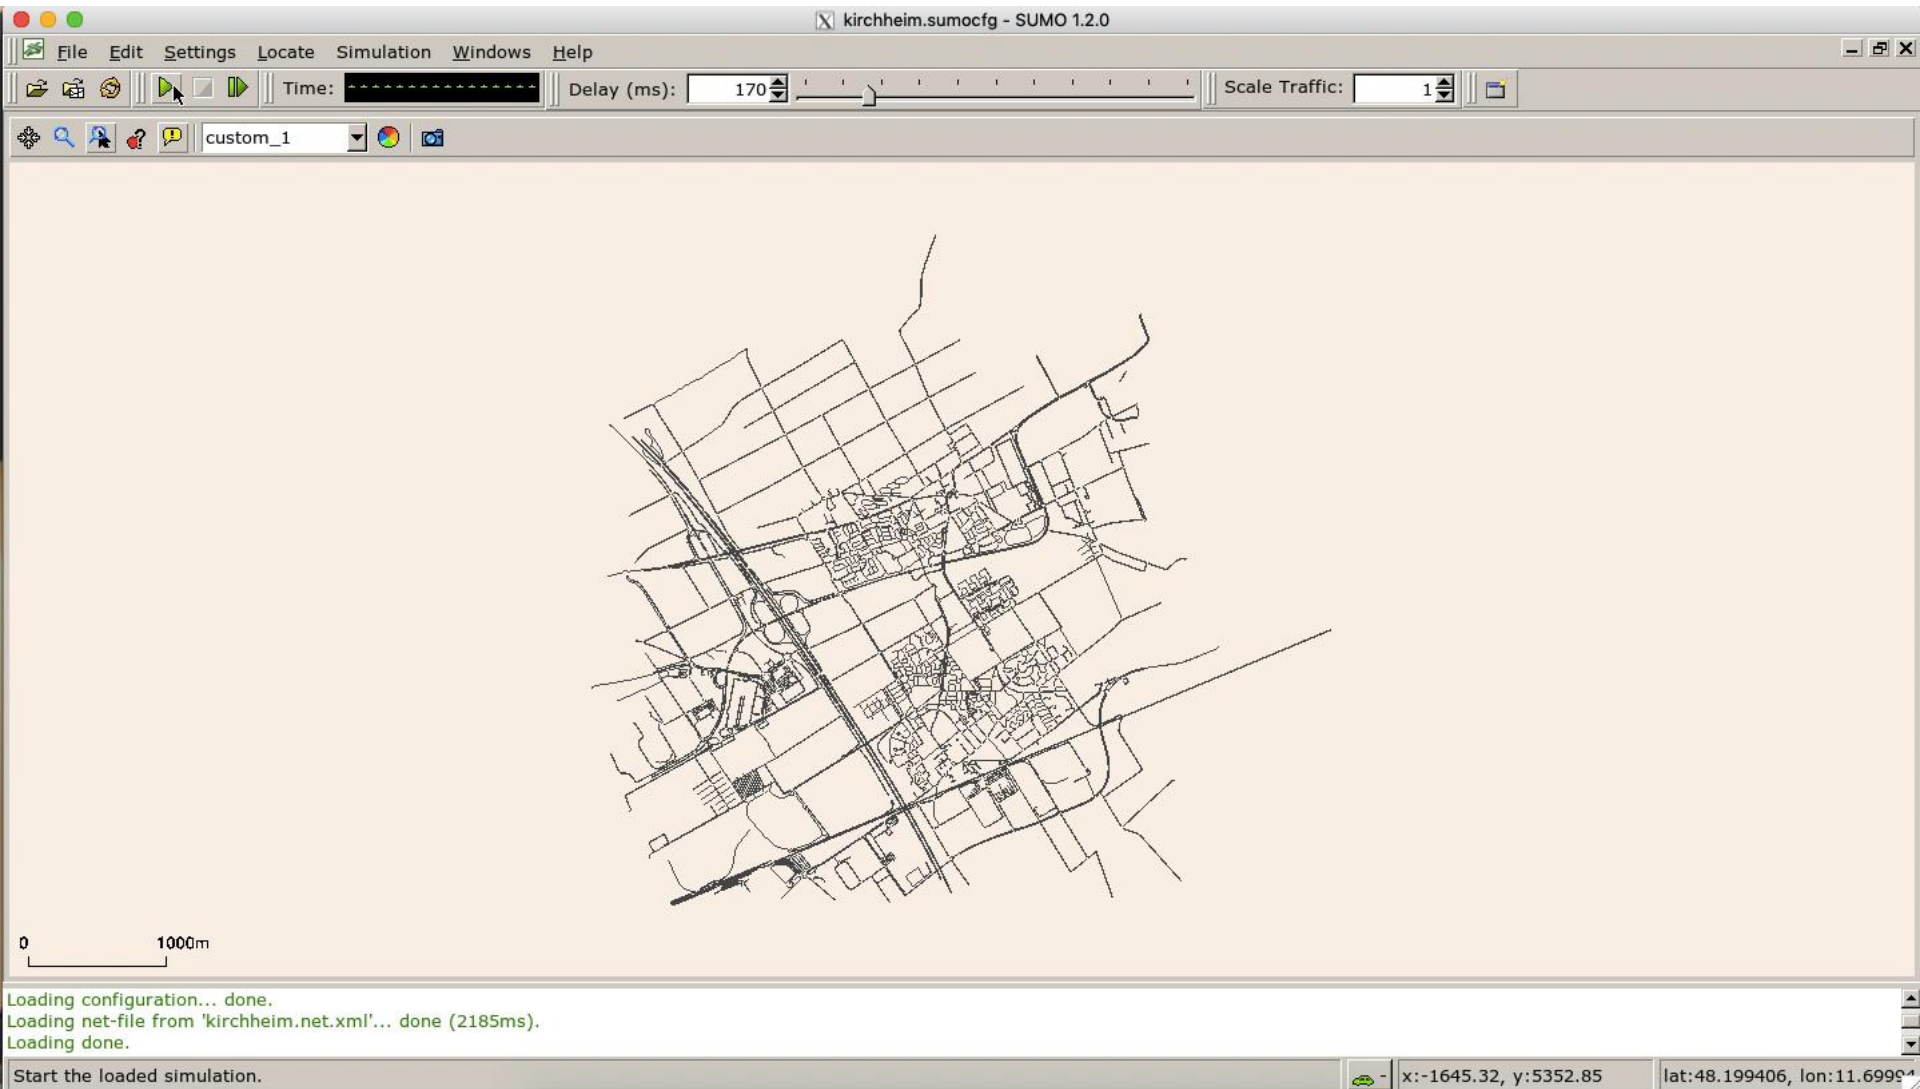 kirchheim.sumocfg - SUMO 1.2.0
File Edit Settings Locate Simulation Windows Help
Time: Delay (ms): 170 Scale Traffic: 1
custom_1
0 1000m
Loading configuration... done.
Loading net-file from 'kirchheim.net.xml'... done (2185ms).
Loading done.
Start the loaded simulation. - x:-1645.32, y:5352.85 lat:48.199406, lon:11.69994